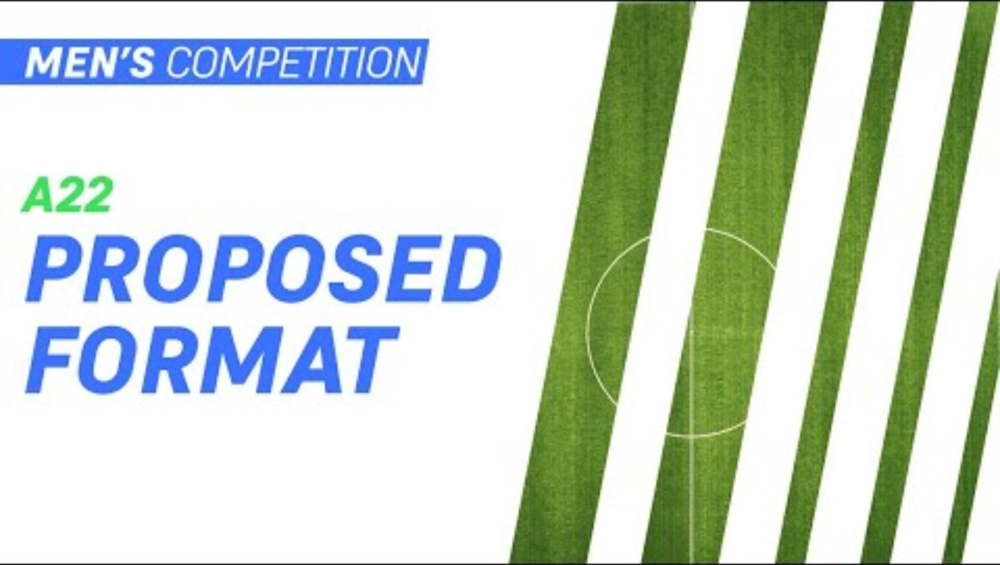 MEN'S COMPETITION
A22
PROPOSED
FORMAT